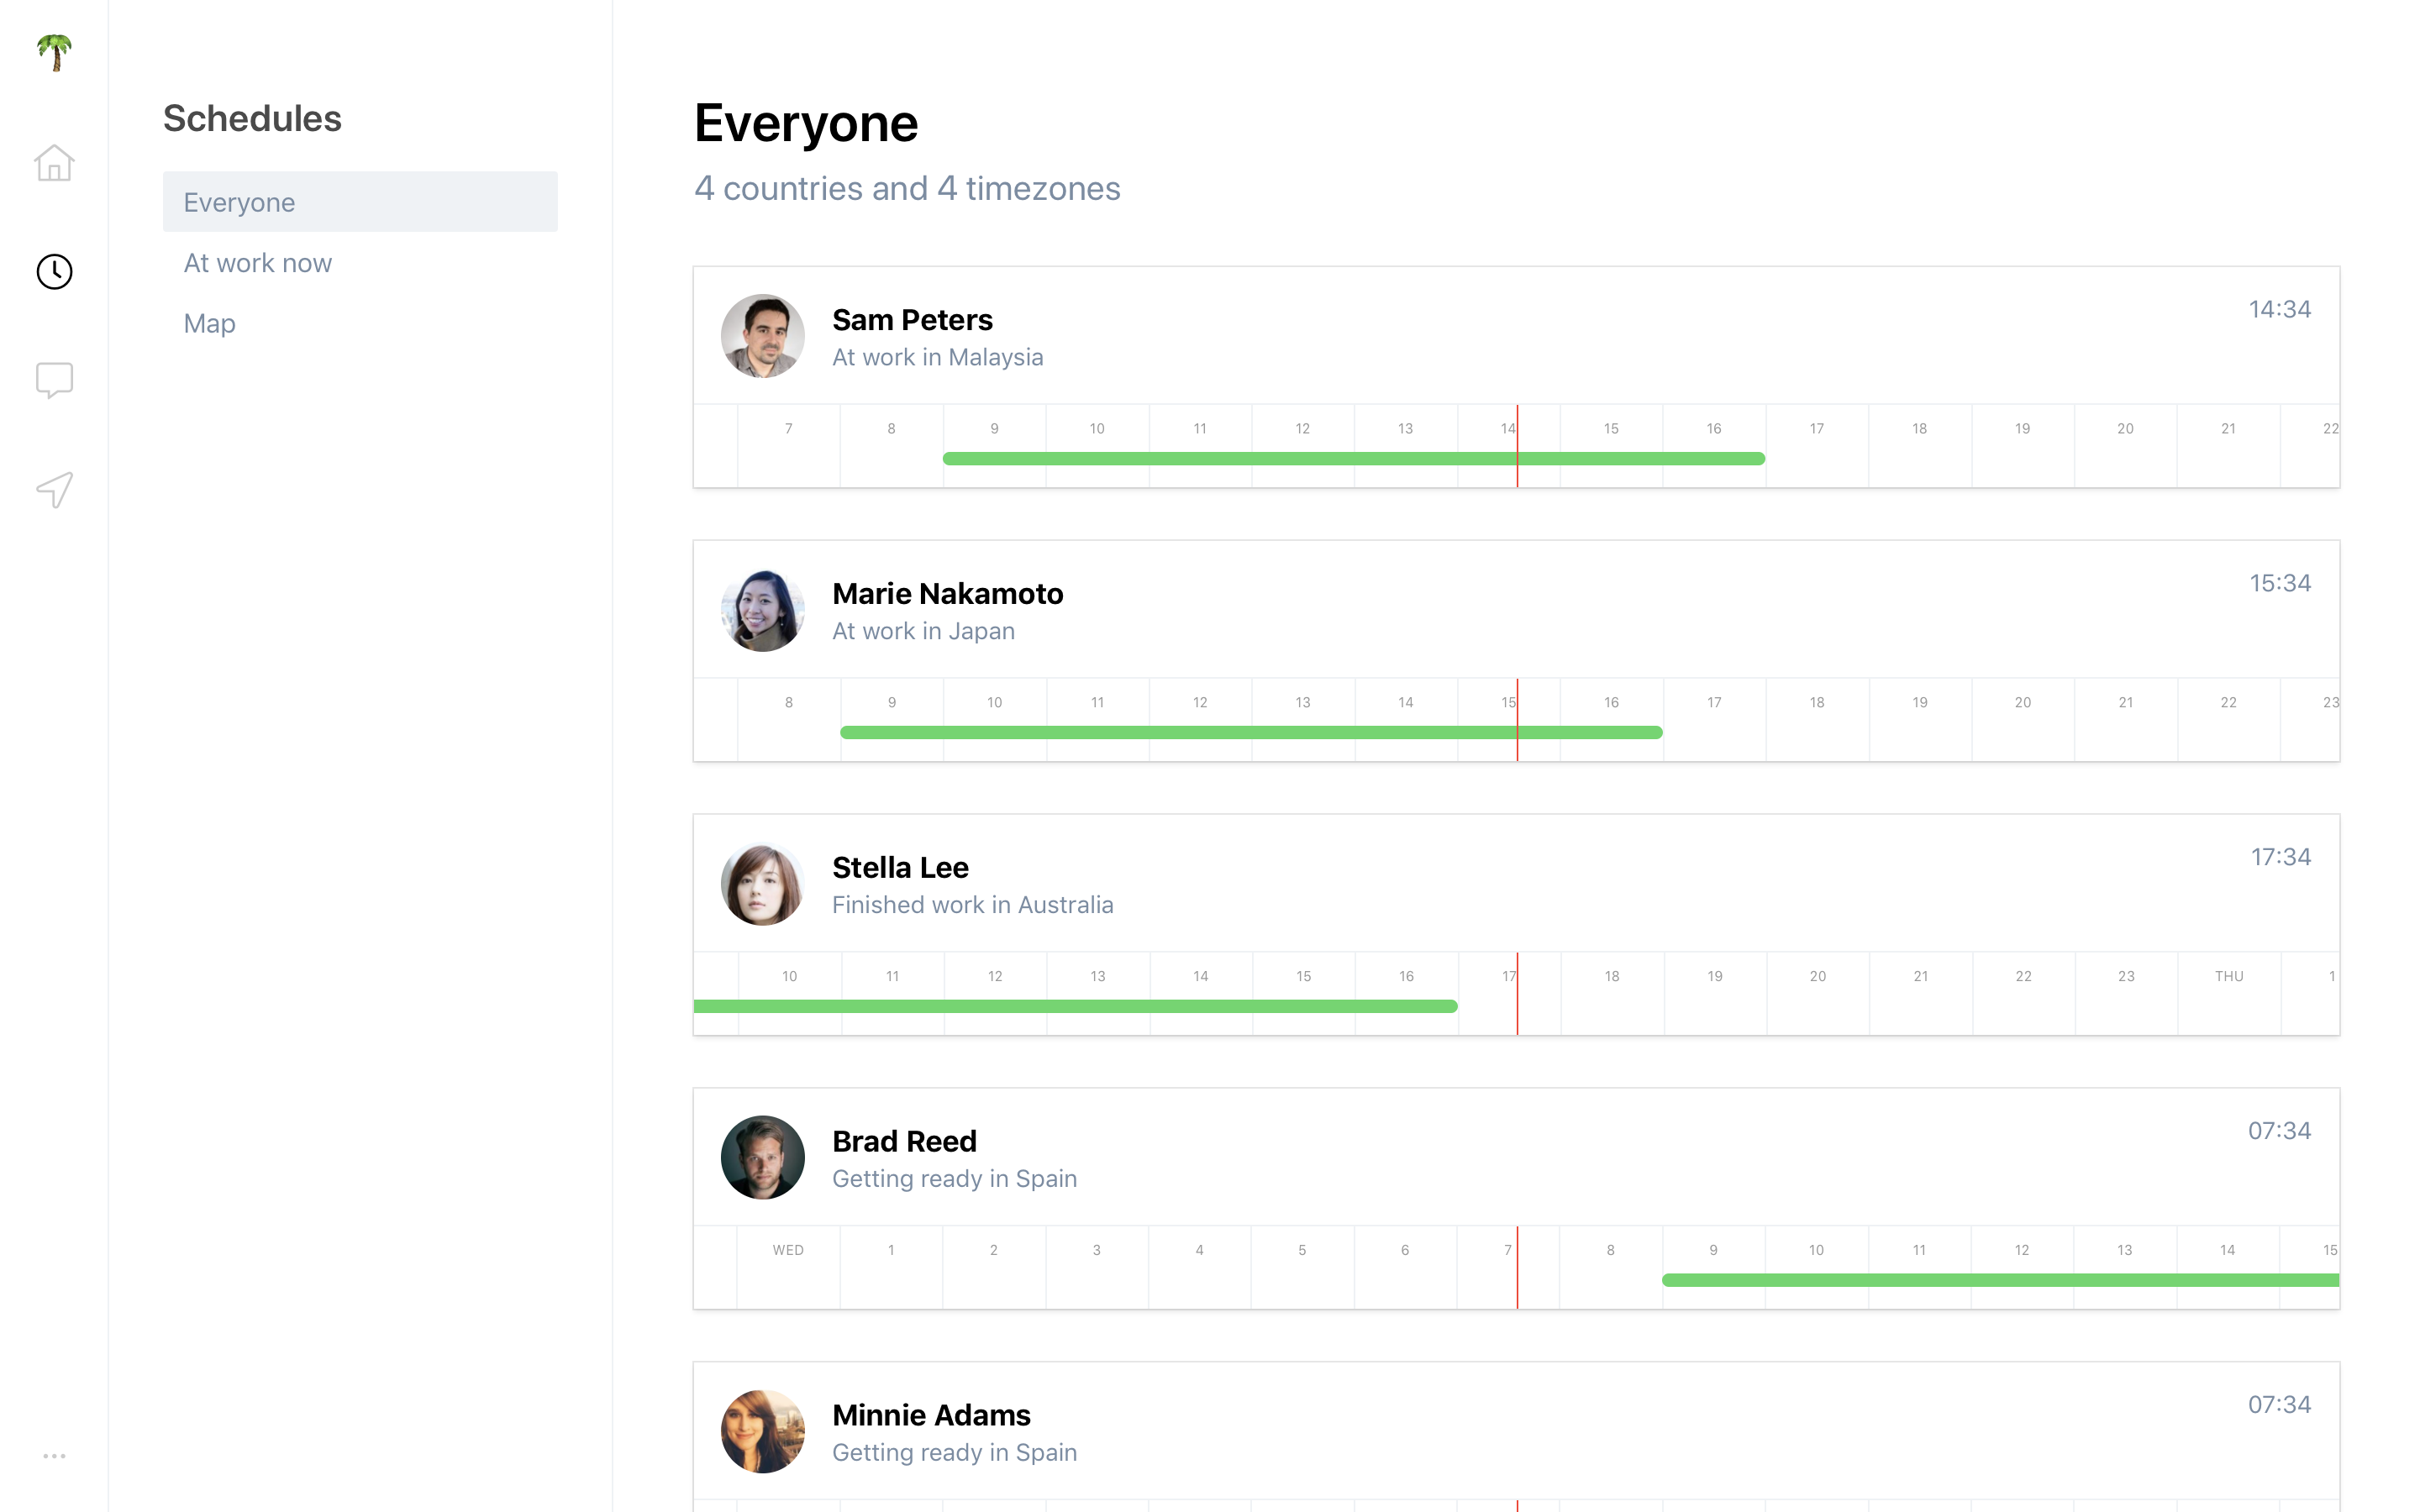 Schedules
Everyone
At work now
Map
Everyone
4 countries and 4 timezones
Sam Peters
At work in Malaysia
14:34
7 8 9 10 11 12 13 14 15 16 17 18 19 20 21 22
Marie Nakamoto
At work in Japan
15:34
8 9 10 11 12 13 14 15 16 17 18 19 20 21 22 23
Stella Lee
Finished work in Australia
17:34
10 11 12 13 14 15 16 17 18 19 20 21 22 23 THU 1
Brad Reed
Getting ready in Spain
07:34
WED 1 2 3 4 5 6 7 8 9 10 11 12 13 14 15
Minnie Adams
Getting ready in Spain
07:34